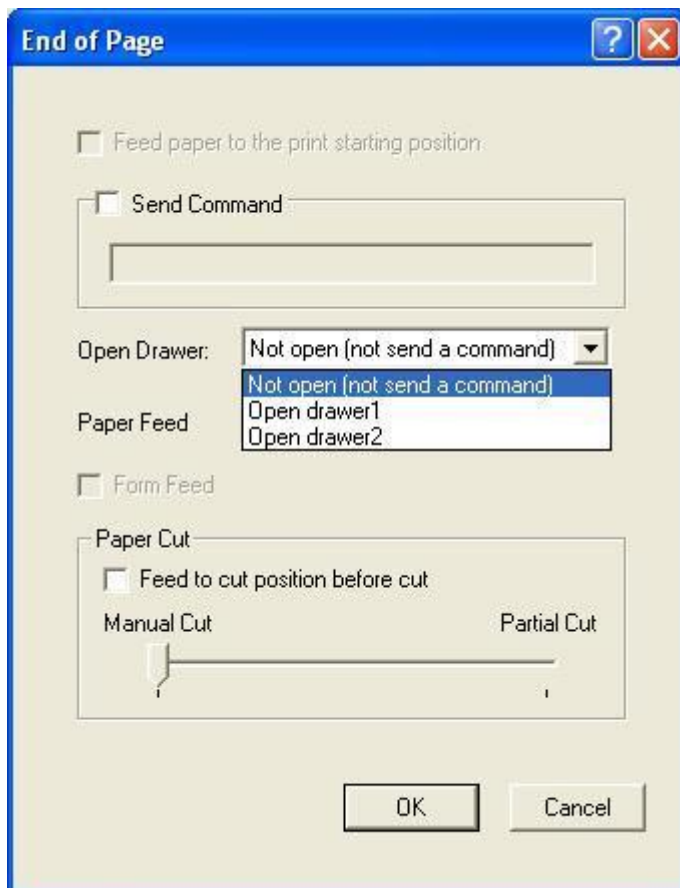 End of Page
Feed paper to the print starting position
Send Command
Open Drawer: Not open (not send a command)
Not open (not send a command)
Open drawer1
Paper Feed
Open drawer2
Form Feed
Paper Cut
Feed to cut position before cut
Manual Cut Partial Cut
OK Cancel